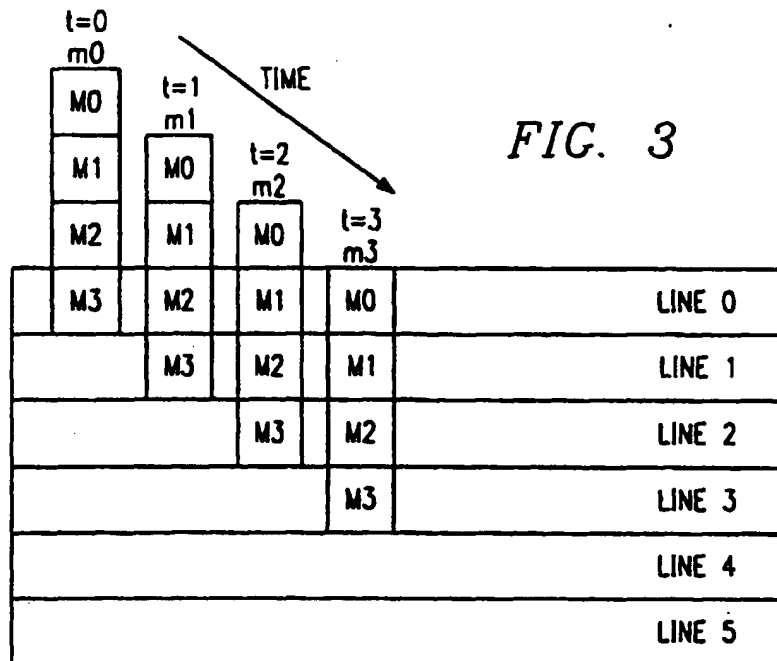 t=0
m0
t=1
m1
TIME
t=2
m2
FIG. 3
t=3
m3
M0
M1 M0
M2 M1 M0
M3 M2 M1 M0 LINE 0
M3 M2 M1 LINE 1
M3 M2 LINE 2
M3 LINE 3
LINE 4
LINE 5